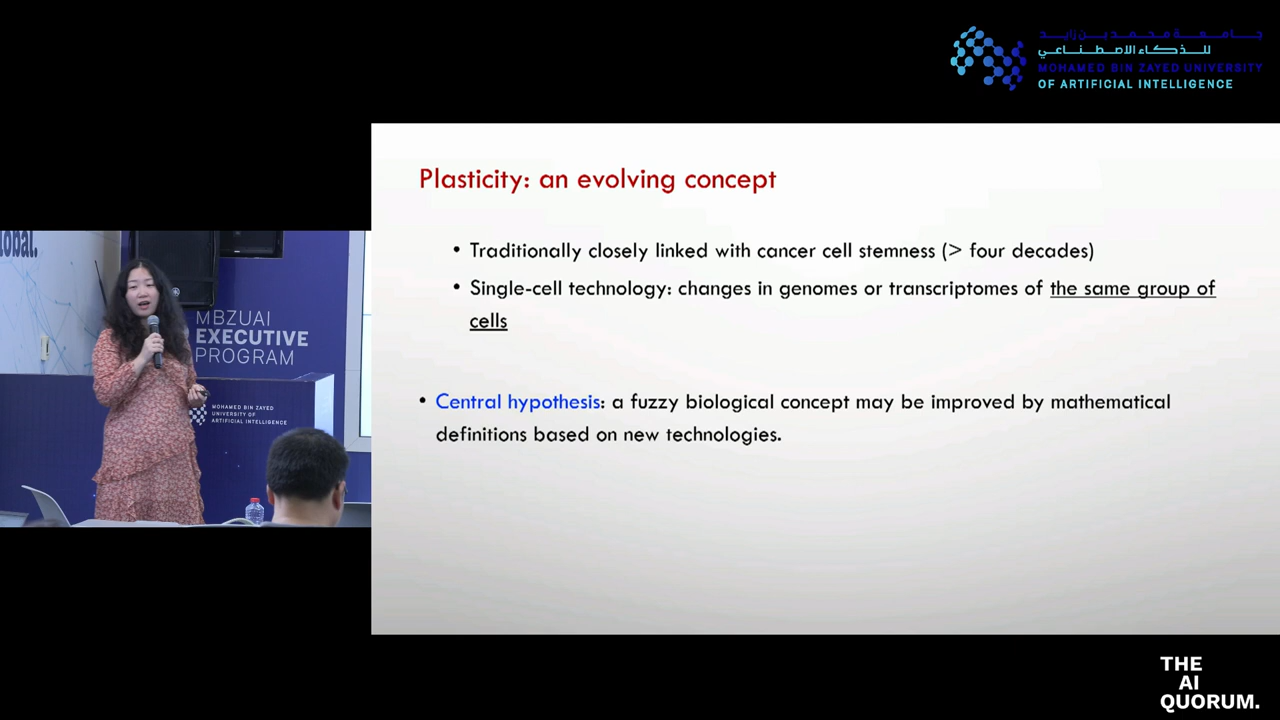 جامعة محمد بن زايد
للذكاء الاصطناعي
MOHAMED BIN ZAYED UNIVERSITY
OF ARTIFICIAL INTELLIGENCE
Plasticity: an evolving concept
• Traditionally closely linked with cancer cell stemness (> four decades)
• Single-cell technology: changes in genomes or transcriptomes of the same group of
cells
• Central hypothesis: a fuzzy biological concept may be improved by mathematical
definitions based on new technologies.
lobal.
MBZUAI
EXECUTIVE
PROGRAM
MOHAMED BIN ZAYED
UNIVERSITY OF
ARTIFICIAL INTELLIGENCE
THE
AI
QUORUM.